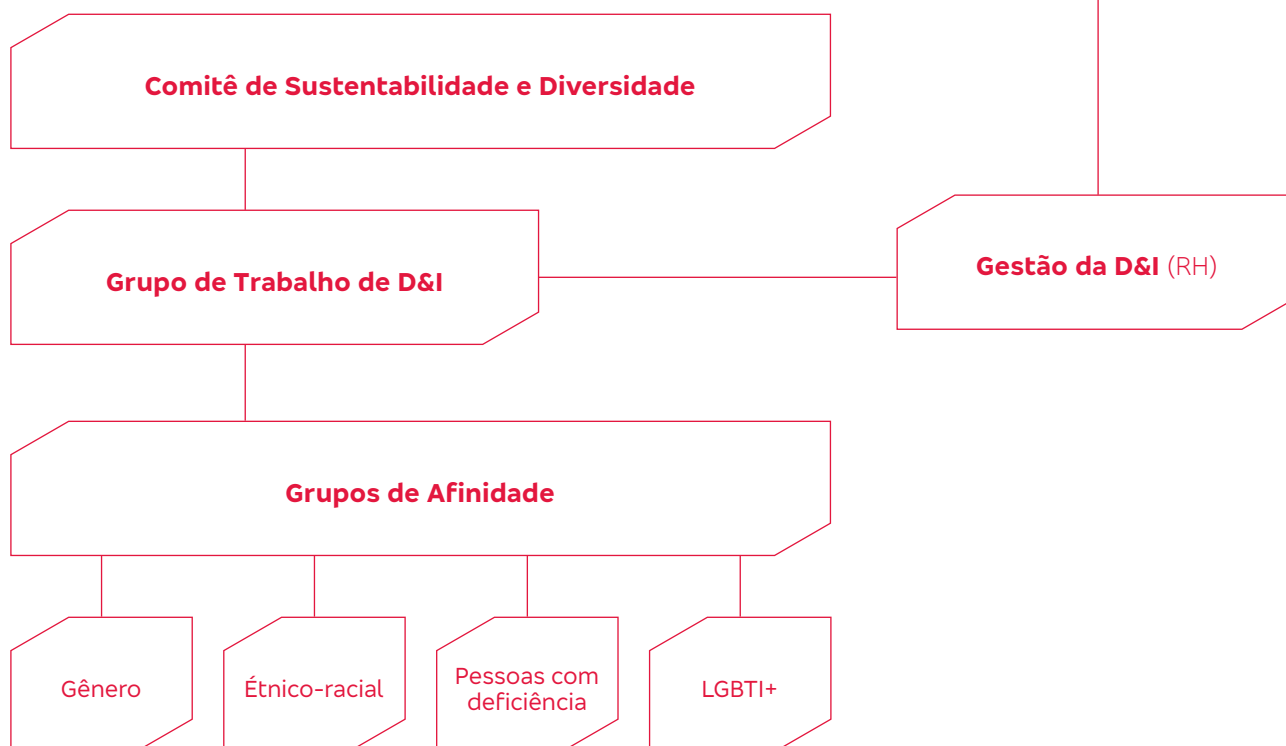 Comitê de Sustentabilidade e Diversidade
Grupo de Trabalho de D&I
Gestão da D&I (RH)
Grupos de Afinidade
Gênero
Étnico-racial
Pessoas com
deficiência
LGBTI+